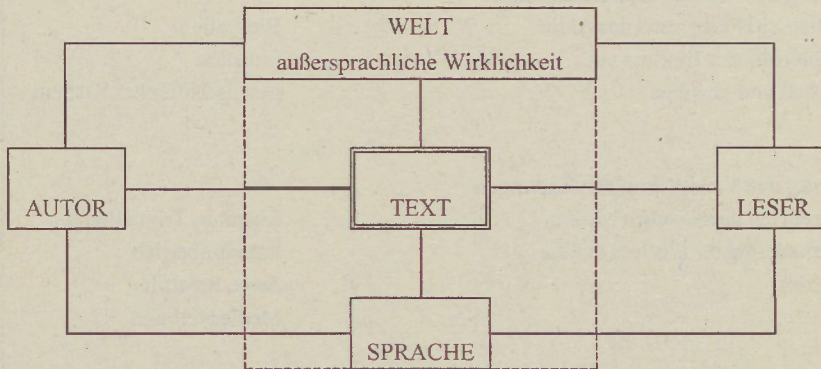 WELT
außersprachliche Wirklichkeit
AUTOR
TEXT
LESER
SPRACHE